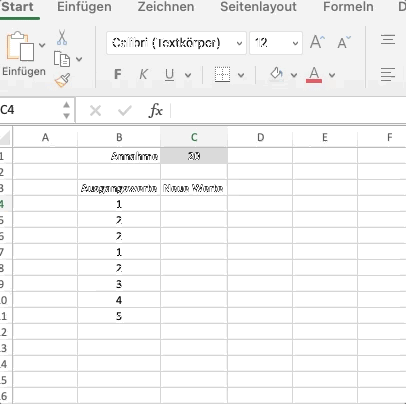 Start Einfügen Zeichnen Seitenlayout Formeln D
Calibri (Textkörper) 12 A A
Einfügen F K U A
C4 fx
A B C D E F
1 Annahme
2
3 Ausgangswerte Neue Werte
4 1
5 2
6 2
7 1
8 2
9 3
10 4
11 5
12
13
14
15
16